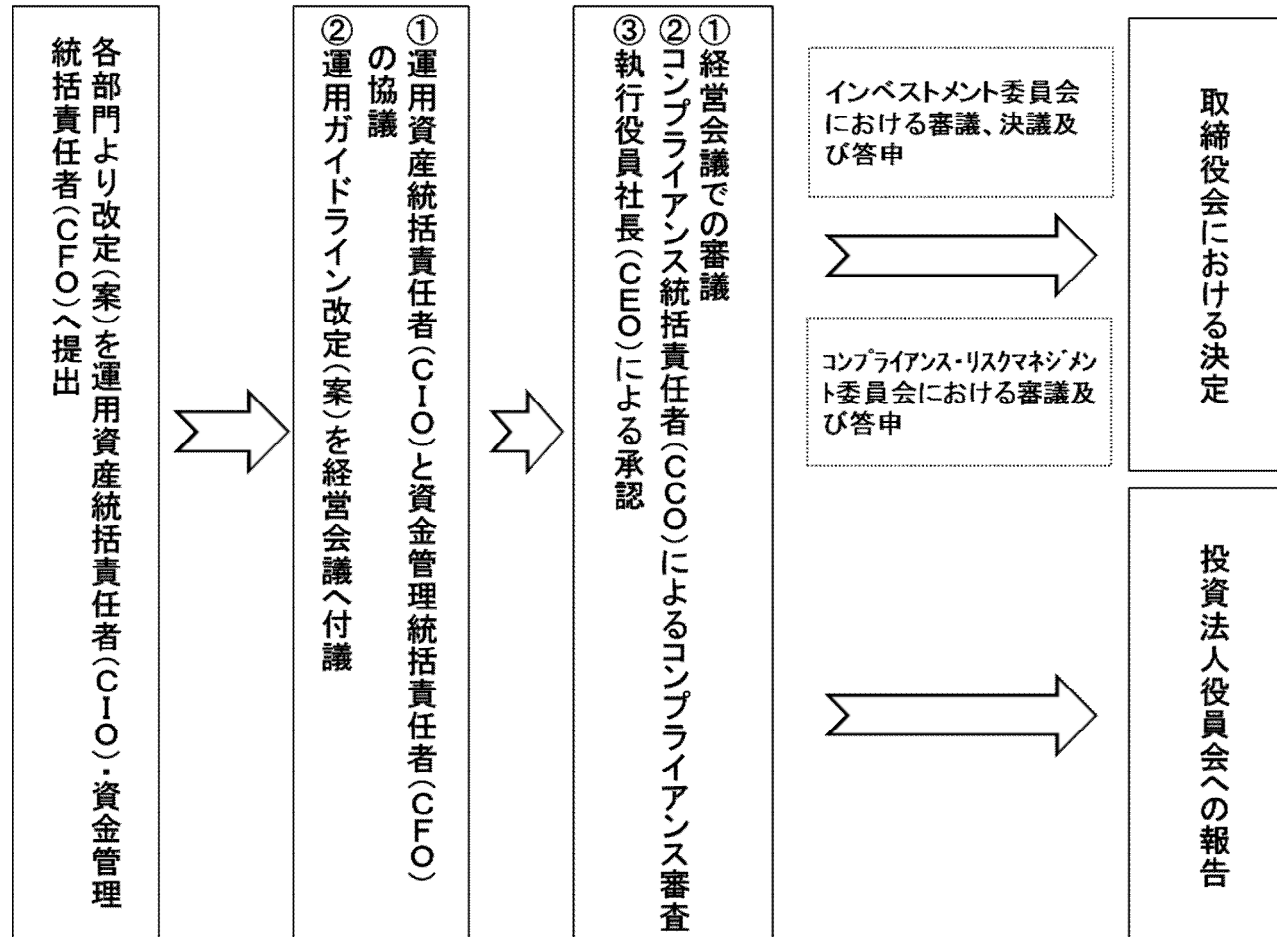 各部門より改定(案)を運用資産統括責任者(CIO)・資金管理
統括責任者(CFO)へ提出
①運用資産統括責任者(CIO)と資金管理統括責任者(CFO)
の協議
②運用ガイドライン改定(案)を経営会議へ付議
①経営会議での審議
②コンプライアンス統括責任者(CCO)によるコンプライアンス審査
③執行役員社長(CEO)による承認
インベストメント委員会
における審議、決議及
び答申
コンプライアンス・リスクマネジメン
ト委員会における審議及
び答申
取締役会における決定
投資法人役員会への報告